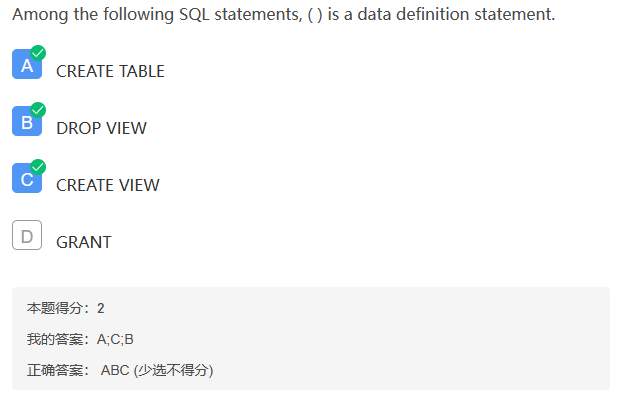 Among the following SQL statements, ( ) is a data definition statement.
A CREATE TABLE
B DROP VIEW
C CREATE VIEW
D GRANT
本题得分：2
我的答案：A;C;B
正确答案： ABC (少选不得分)